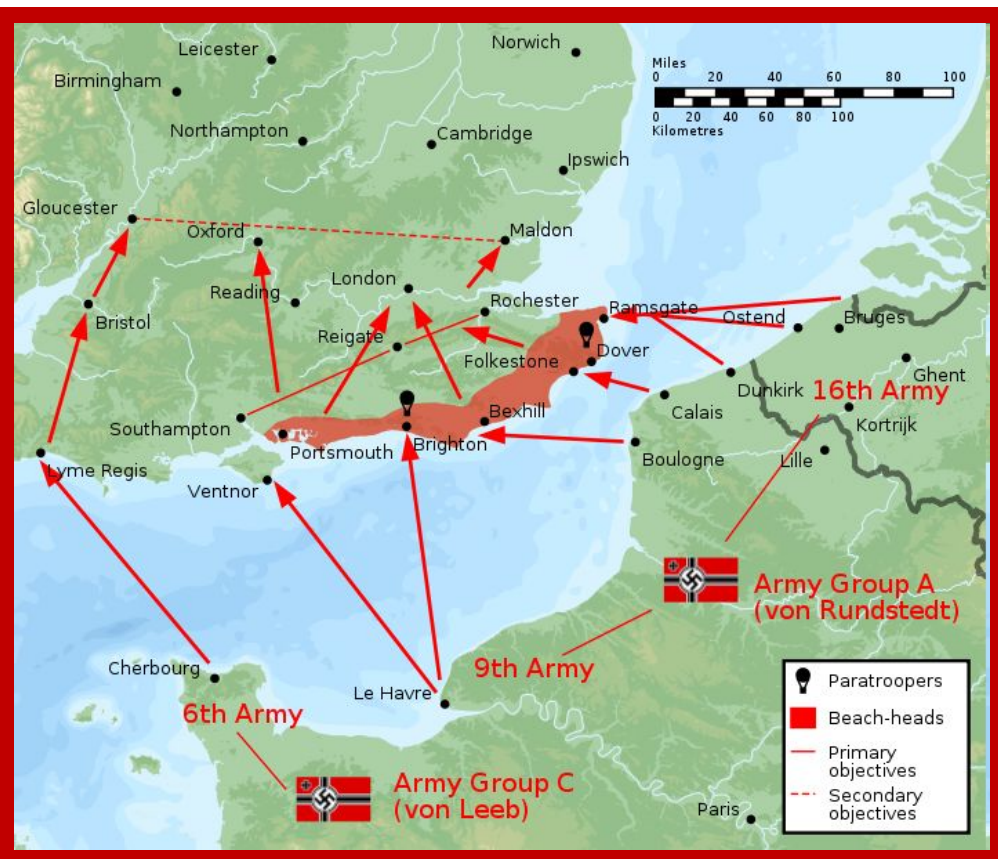 Norwich
Leicester
Birmingham
Miles
0 20 40 60 80 100
0 20 40 60 80 100
Kilometres
Northampton
Cambridge
Ipswich
Gloucester
Oxford
Maldon
London
Reading
Rochester
Ramsgate
Bristol
Ostend
Bruges
Reigate
Folkestone
Dover
Ghent
Dunkirk
16th Army
Calais
Kortrijk
Bexhill
Southampton
Portsmouth
Brighton
Boulogne
Lille
Lyme Regis
Ventnor
Army Group A
(von Rundstedt)
9th Army
Cherbourg
Le Havre
6th Army
Army Group C
(von Leeb)
Paris
Paratroopers
Beach-heads
Primary
objectives
Secondary
objectives